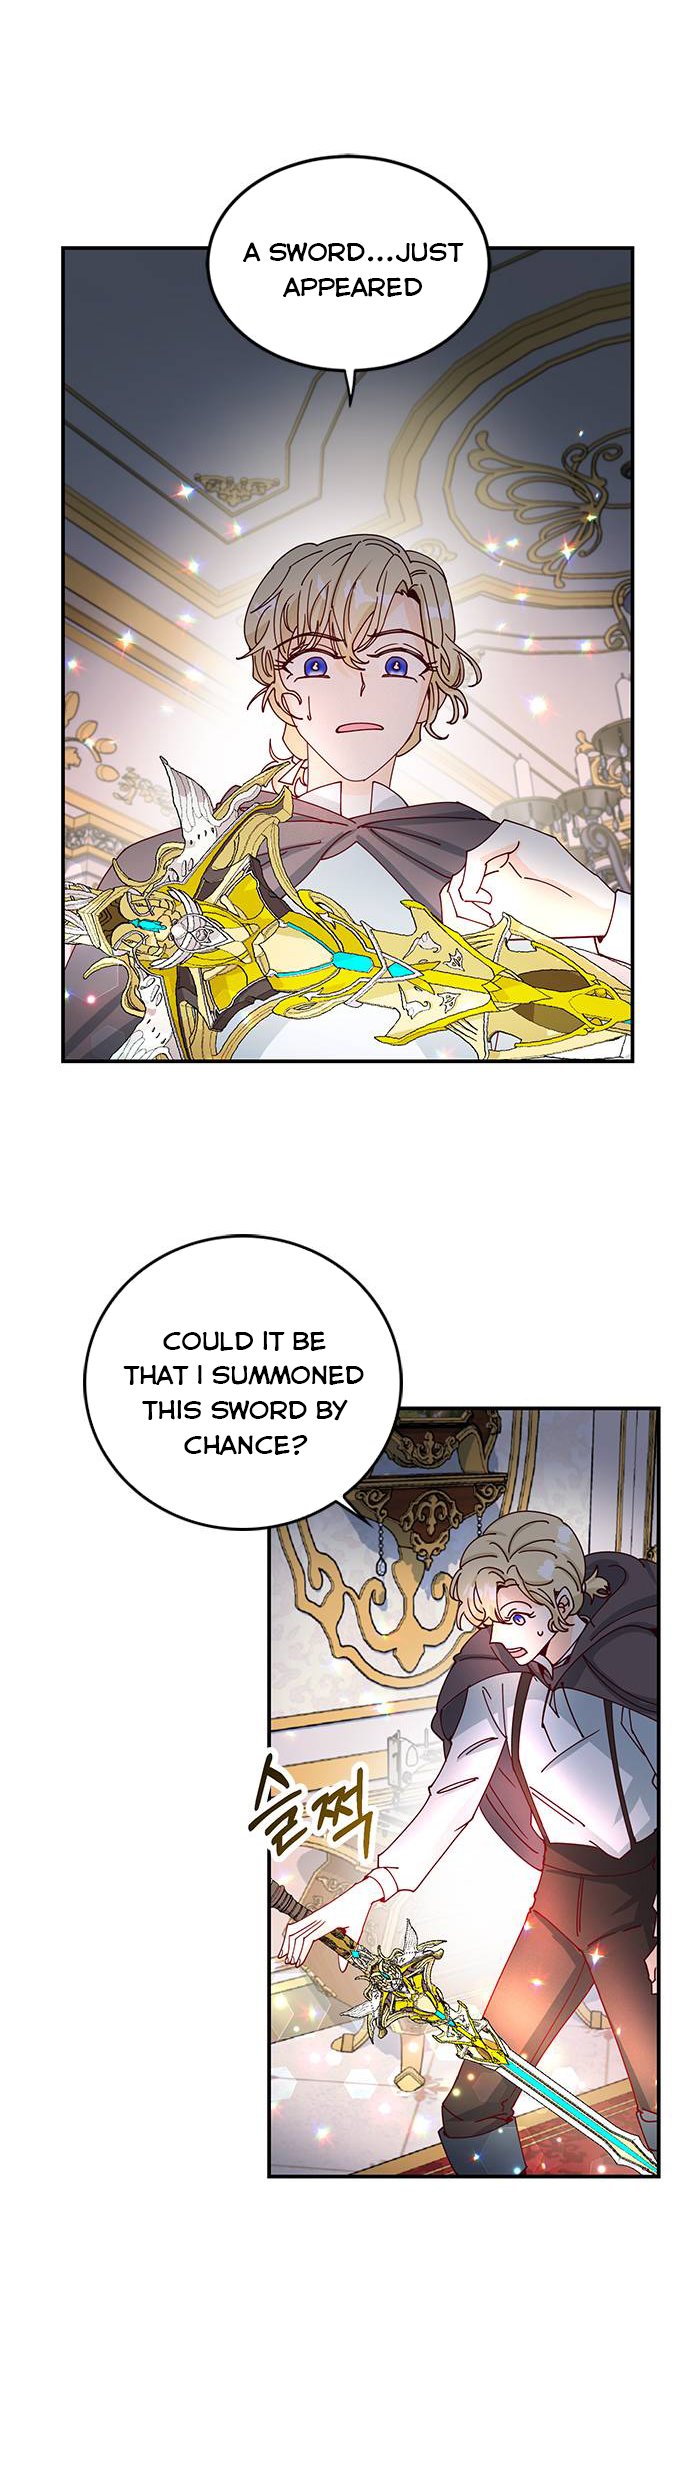 A SWORD...JUST
APPEARED
COULD IT BE
THAT I SUMMONED
THIS SWORD BY
CHANCE?
슬쩍